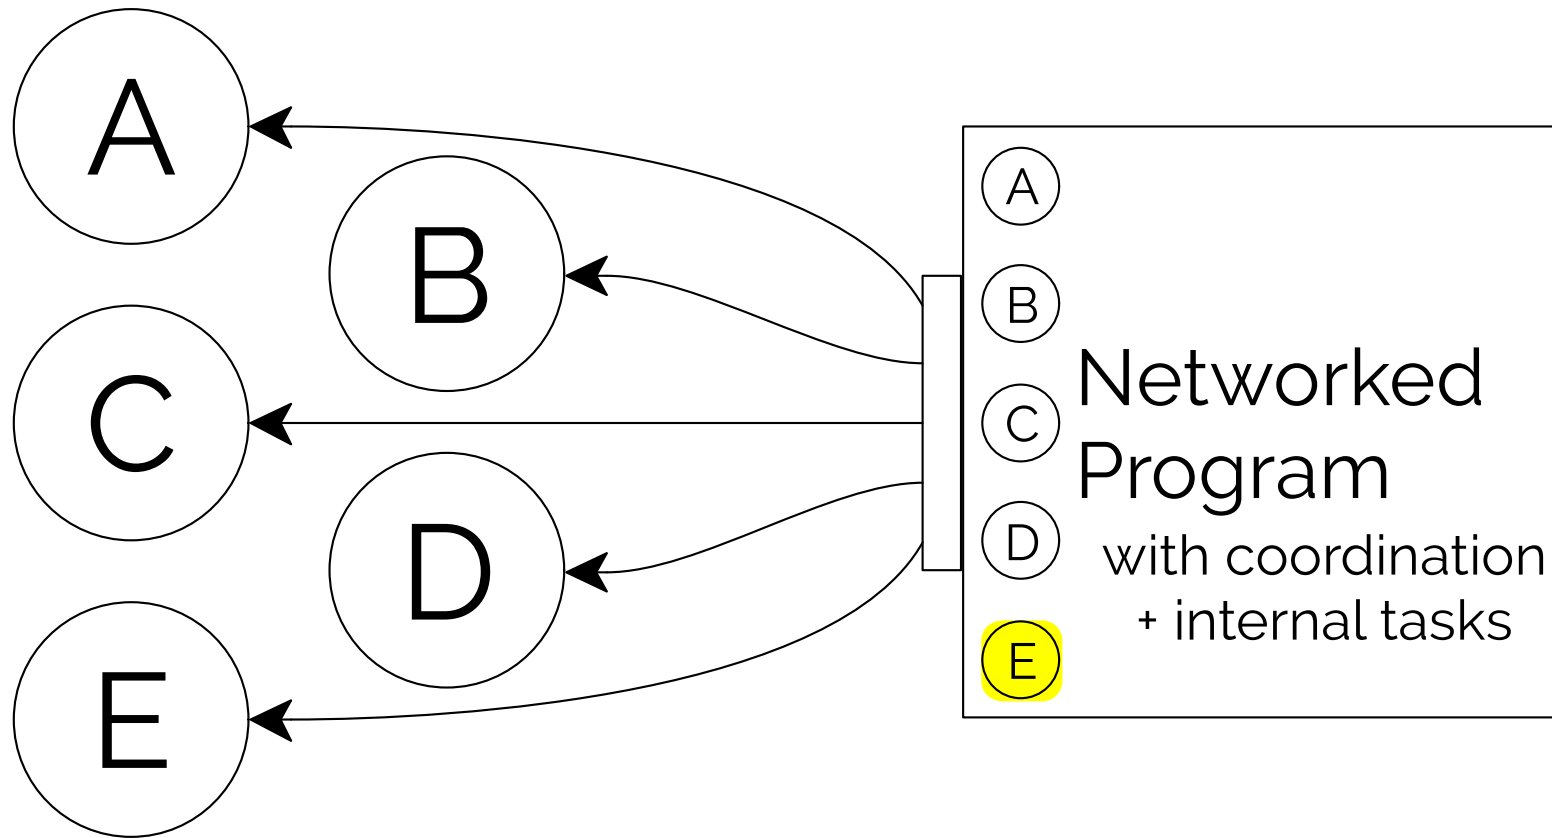 A
B
C
D
E
A
B
C
D
E
Networked
Program
with coordination
+ internal tasks